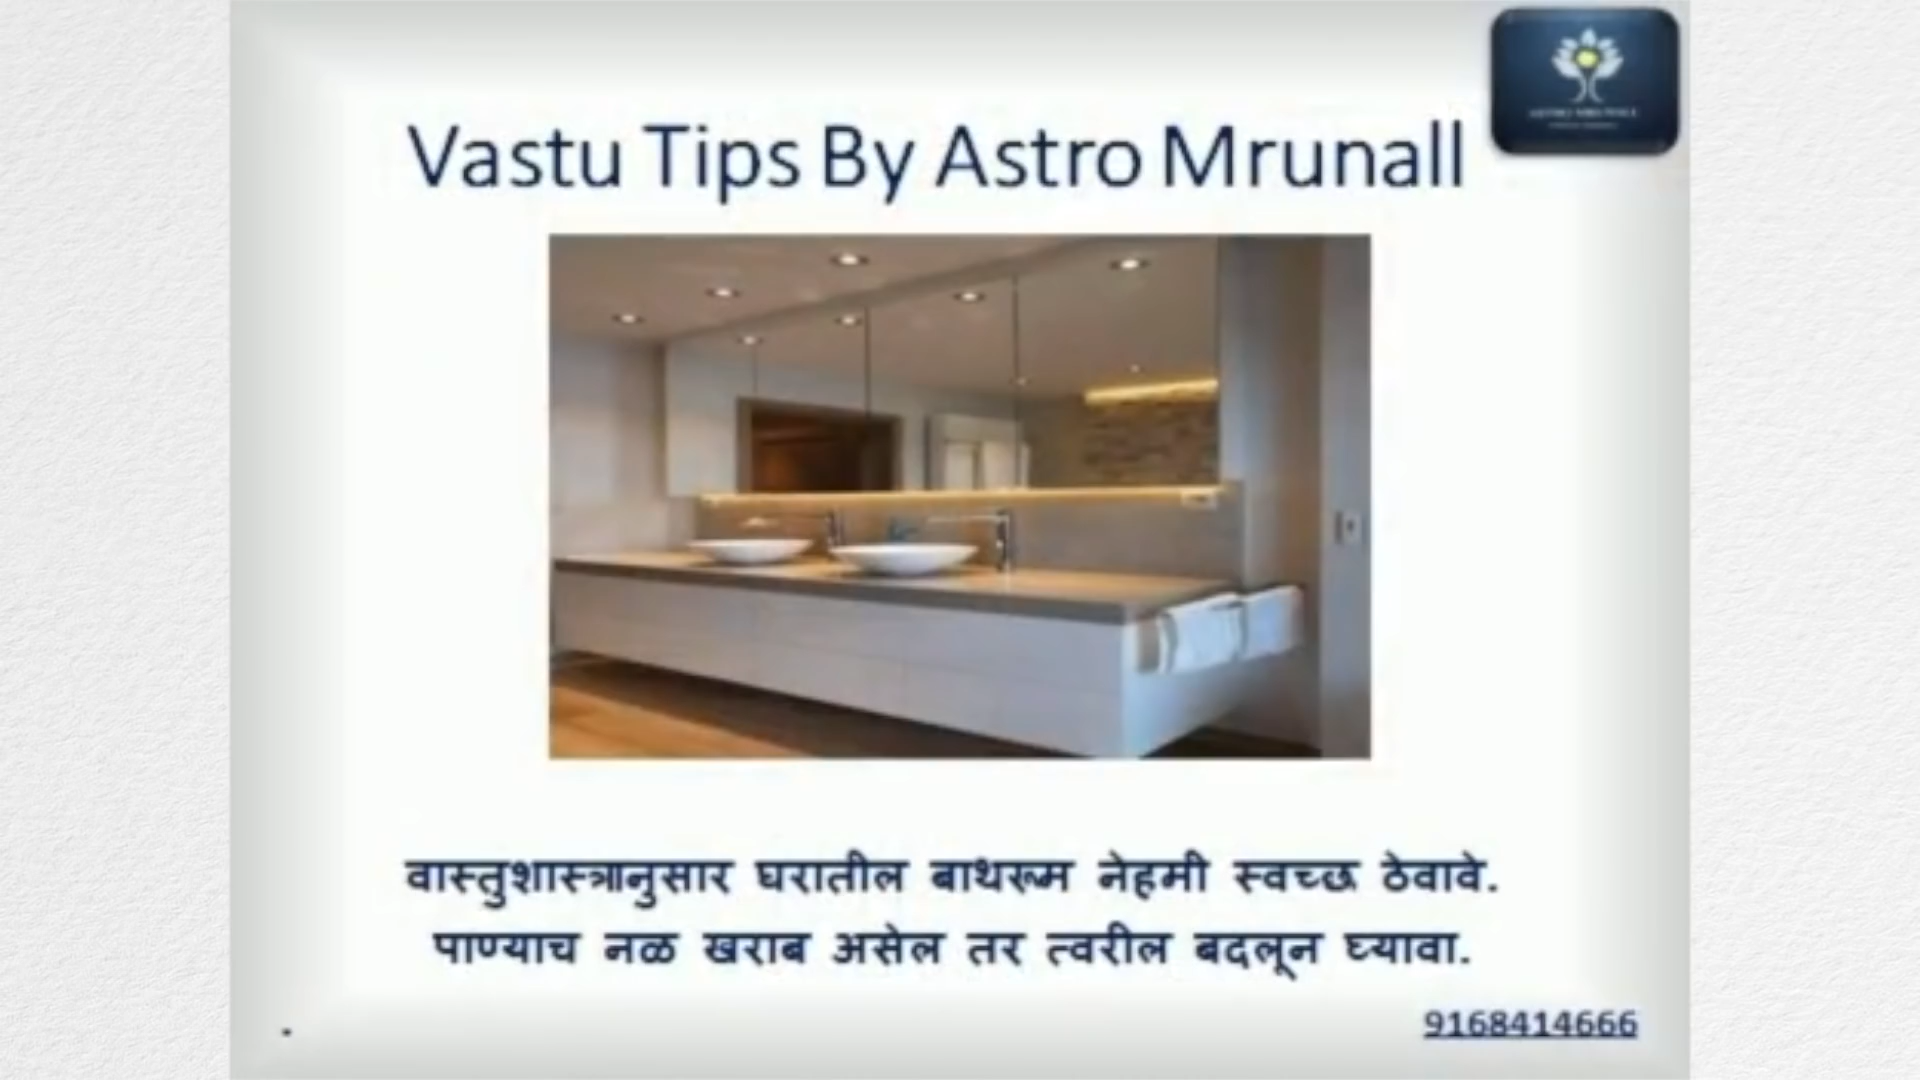 Vastu Tips By Astro Mrunall
वास्तुशास्त्रानुसार घरातील बाथरूम नेहमी स्वच्छ ठेवावे.
पाण्याच नळ खराब असेल तर त्वरील बदलून घ्यावा.
9168414666